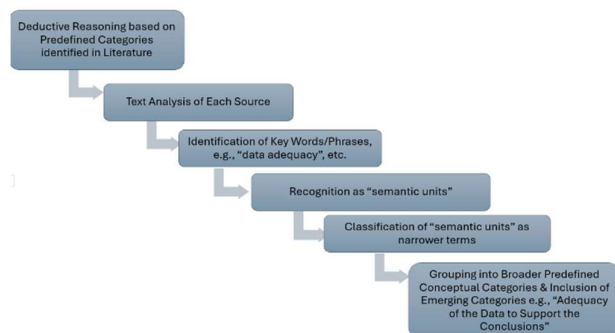 Deductive Reasoning based on
Predefined Categories
identified in Literature
Text Analysis of Each Source
Identification of Key Words/Phrases,
e.g., “data adequacy”, etc.
Recognition as “semantic units”
Classification of “semantic units” as
narrower terms
Grouping into Broader Predefined
Conceptual Categories & Inclusion of
Emerging Categories e.g., “Adequacy
of the Data to Support the
Conclusions”